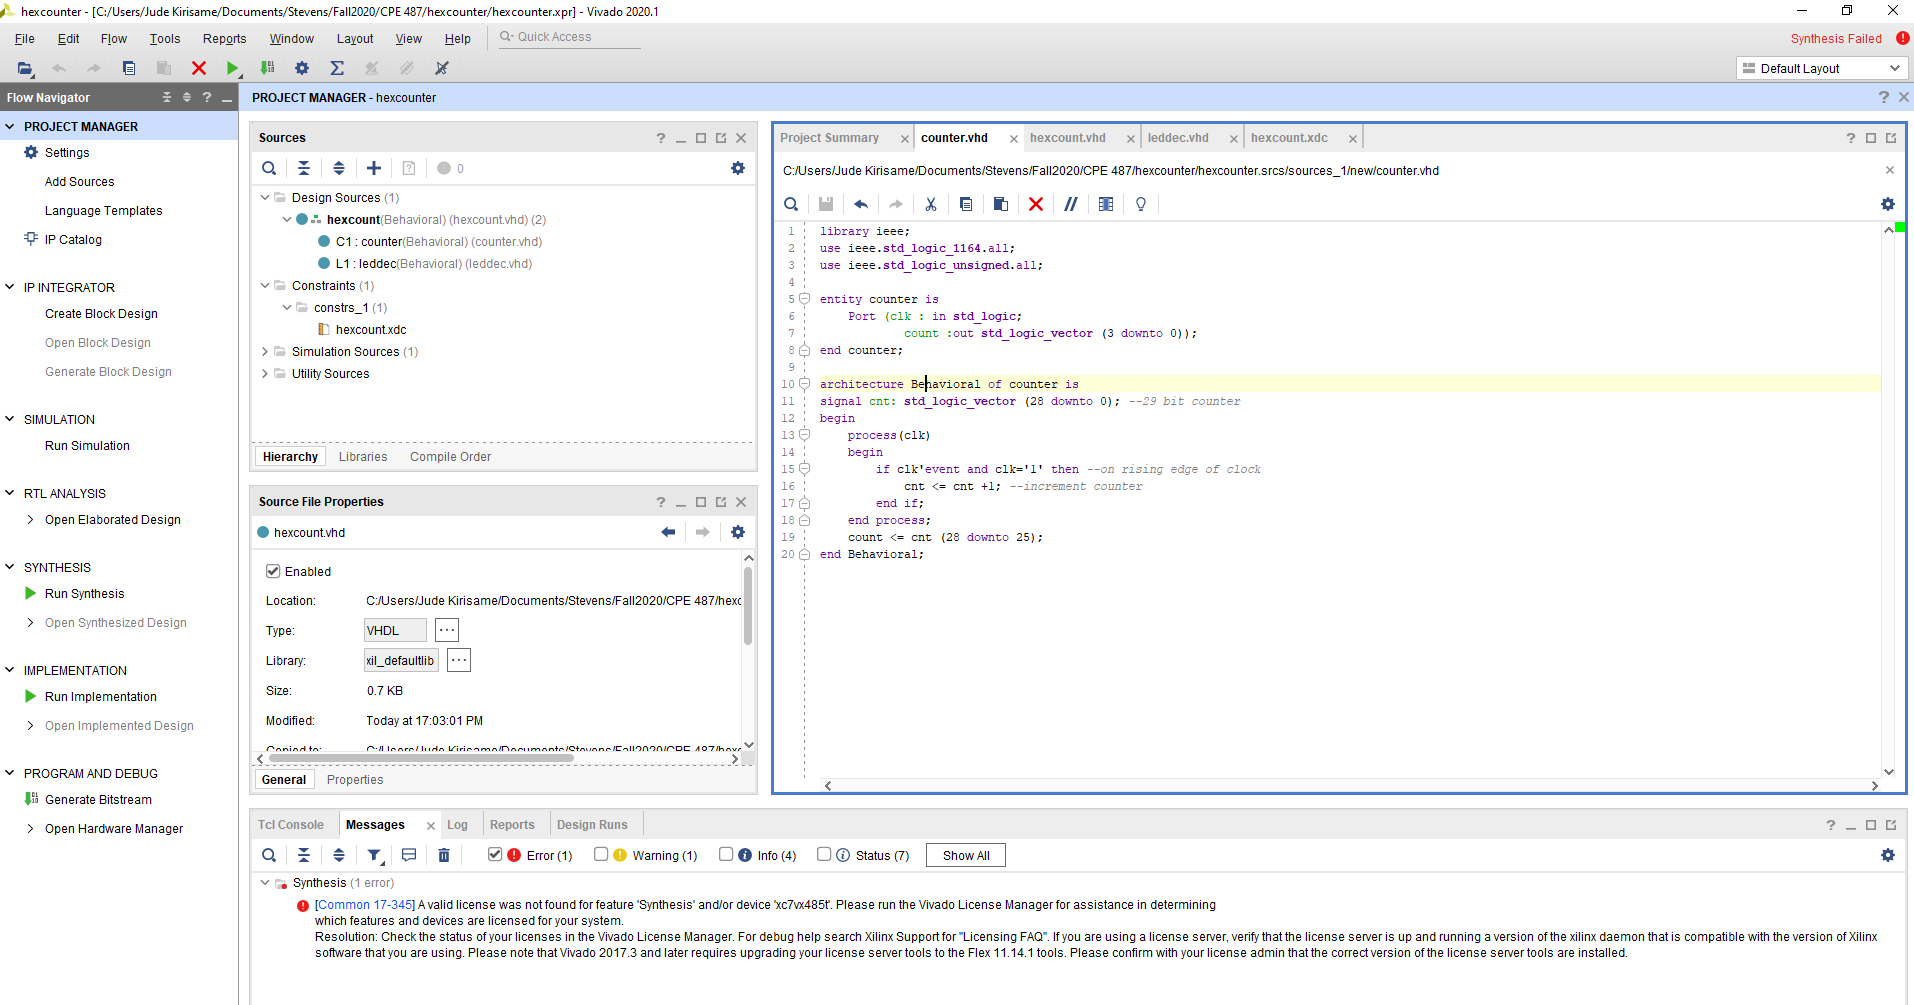 hexcounter - [C:/Users/Jude Kirisame/Documents/Stevens/Fall2020/CPE 487/hexcounter/hexcounter.xpr] - Vivado 2020.1
File Edit Flow Tools Reports Window Layout View Help Quick Access Synthesis Failed
Default Layout
Flow Navigator
PROJECT MANAGER
Settings
Add Sources
Language Templates
IP Catalog
IP INTEGRATOR
Create Block Design
Open Block Design
Generate Block Design
SIMULATION
Run Simulation
RTL ANALYSIS
Open Elaborated Design
SYNTHESIS
Run Synthesis
Open Synthesized Design
IMPLEMENTATION
Run Implementation
Open Implemented Design
PROGRAM AND DEBUG
Generate Bitstream
Open Hardware Manager
PROJECT MANAGER - hexcounter
Sources
0
Design Sources (1)
hexcount(Behavioral) (hexcount.vhd) (2)
C1 : counter(Behavioral) (counter.vhd)
L1 : leddec(Behavioral) (leddec.vhd)
Constraints (1)
constrs_1 (1)
hexcount.xdc
Simulation Sources (1)
Utility Sources
Hierarchy Libraries Compile Order
Source File Properties
hexcount.vhd
Enabled
Location: C:/Users/Jude Kirisame/Documents/Stevens/Fall2020/CPE 487/hexc
Type: VHDL ...
Library: xil_defaultlib ...
Size: 0.7 KB
Modified: Today at 17:03:01 PM
Copied to: C:/Users/Jude Kirisame/Documents/Stevens/Fall2020/CPE 487/hexc
General Properties
Project Summary counter.vhd hexcount.vhd leddec.vhd hexcount.xdc
C:/Users/Jude Kirisame/Documents/Stevens/Fall2020/CPE 487/hexcounter/hexcounter.srcs/sources_1/new/counter.vhd
1 library ieee;
2 use ieee.std_logic_1164.all;
3 use ieee.std_logic_unsigned.all;
4
5 entity counter is
6 Port (clk : in std_logic;
7 count :out std_logic_vector (3 downto 0));
8 end counter;
9
10 architecture Behavioral of counter is
11 signal cnt: std_logic_vector (28 downto 0); --29 bit counter
12 begin
13 process(clk)
14 begin
15 if clk'event and clk='1' then --on rising edge of clock
16 cnt <= cnt +1; --increment counter
17 end if;
18 end process;
19 count <= cnt (28 downto 25);
20 end Behavioral;
Tcl Console Messages Log Reports Design Runs
Error (1) Warning (1) Info (4) Status (7) Show All
Synthesis (1 error)
[Common 17-345] A valid license was not found for feature 'Synthesis' and/or device 'xc7vx485t'. Please run the Vivado License Manager for assistance in determining
which features and devices are licensed for your system.
Resolution: Check the status of your licenses in the Vivado License Manager. For debug help search Xilinx Support for "Licensing FAQ". If you are using a license server, verify that the license server is up and running a version of the xilinx daemon that is compatible with the version of Xilinx
software that you are using. Please note that Vivado 2017.3 and later requires upgrading your license server tools to the Flex 11.14.1 tools. Please confirm with your license admin that the correct version of the license server tools are installed.